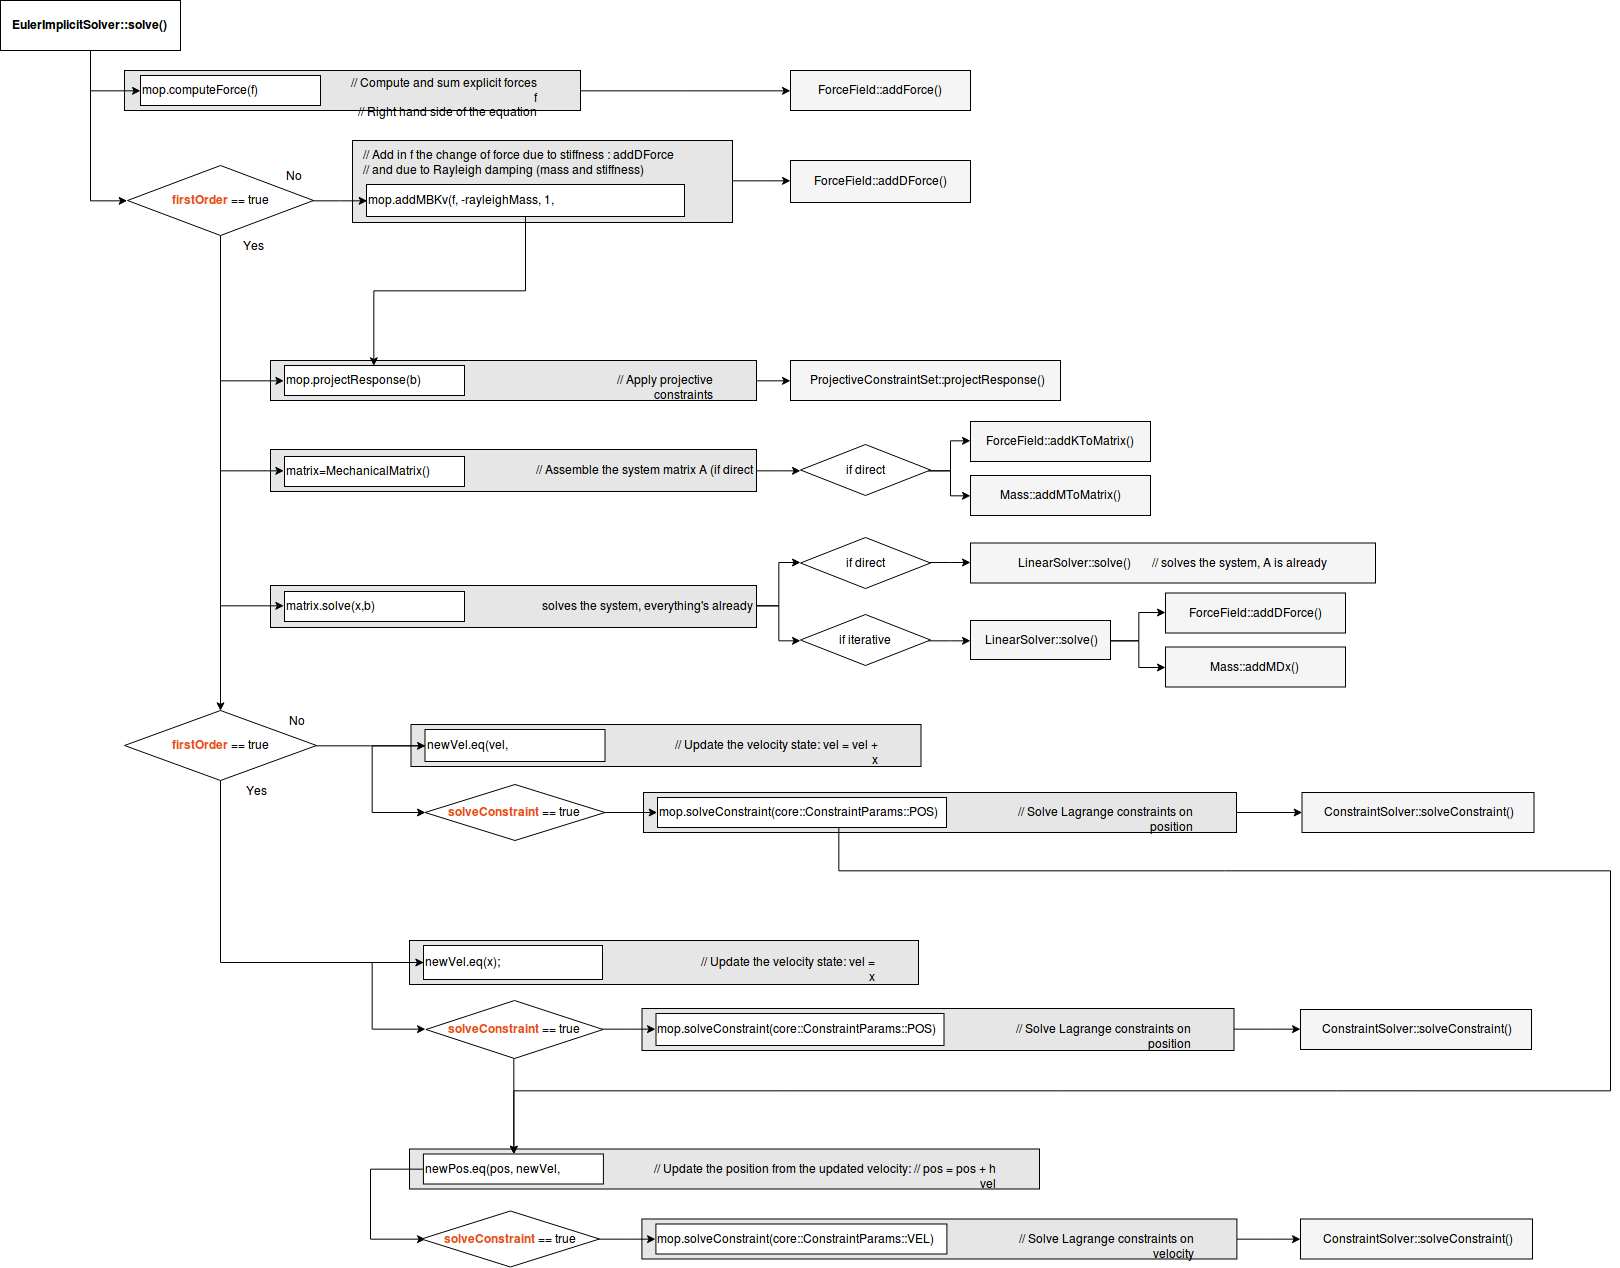 EulerImplicitSolver::solve()
mop.computeForce(f)
// Compute and sum explicit forces
f
// Right hand side of the equation
ForceField::addForce()
firstOrder == true
No
Yes
// Add in f the change of force due to stiffness : addDForce
// and due to Rayleigh damping (mass and stiffness)
mop.addMBKv(f, -rayleighMass, 1,
ForceField::addDForce()
mop.projectResponse(b)
// Apply projective
constraints
ProjectiveConstraintSet::projectResponse()
matrix=MechanicalMatrix()
// Assemble the system matrix A (if direct
if direct
ForceField::addKToMatrix()
Mass::addMToMatrix()
matrix.solve(x,b)
solves the system, everything's already
if direct
LinearSolver::solve() // solves the system, A is already
if iterative
LinearSolver::solve()
ForceField::addDForce()
Mass::addMDx()
firstOrder == true
No
Yes
newVel.eq(vel,
// Update the velocity state: vel = vel +
x
solveConstraint == true
mop.solveConstraint(core::ConstraintParams::POS)
// Solve Lagrange constraints on
position
ConstraintSolver::solveConstraint()
newVel.eq(x);
// Update the velocity state: vel =
x
solveConstraint == true
mop.solveConstraint(core::ConstraintParams::POS)
// Solve Lagrange constraints on
position
ConstraintSolver::solveConstraint()
newPos.eq(pos, newVel,
// Update the position from the updated velocity: // pos = pos + h
vel
solveConstraint == true
mop.solveConstraint(core::ConstraintParams::VEL)
// Solve Lagrange constraints on
velocity
ConstraintSolver::solveConstraint()